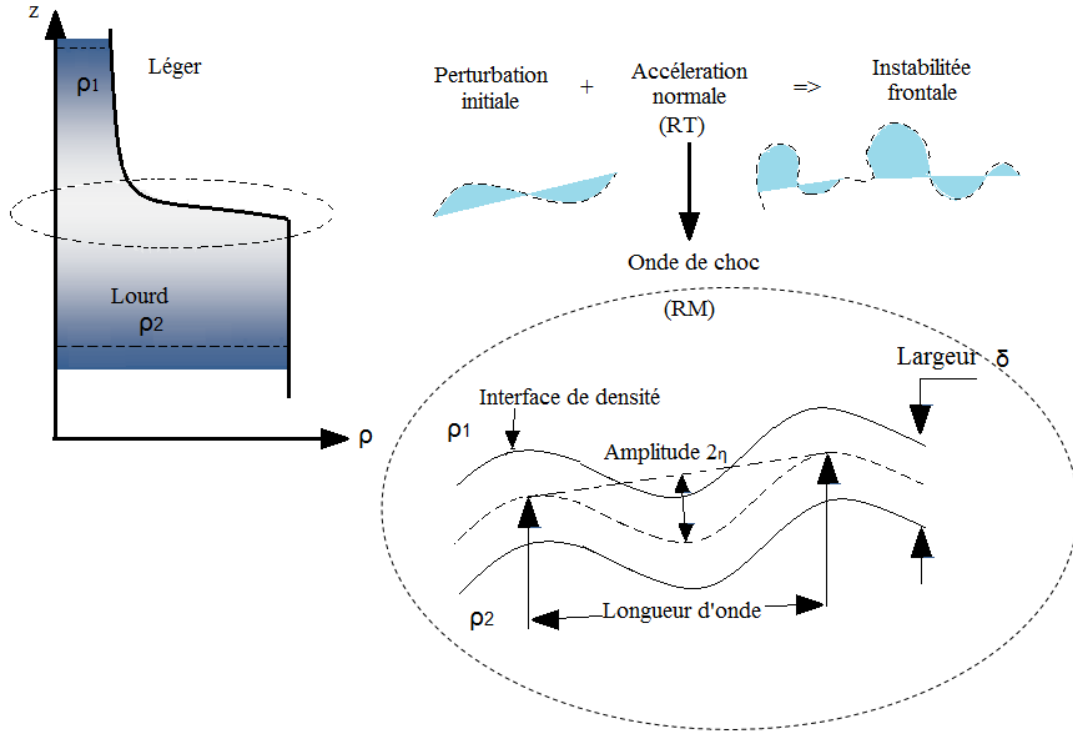 z
ρ1
Léger
Lourd
ρ2
ρ
Perturbation
initiale
+
Accéleration
normale
(RT)
=>
Instabilitée
frontale
Onde de choc
(RM)
Largeur δ
Interface de densité
ρ1
Amplitude 2η
ρ2
Longueur d'onde